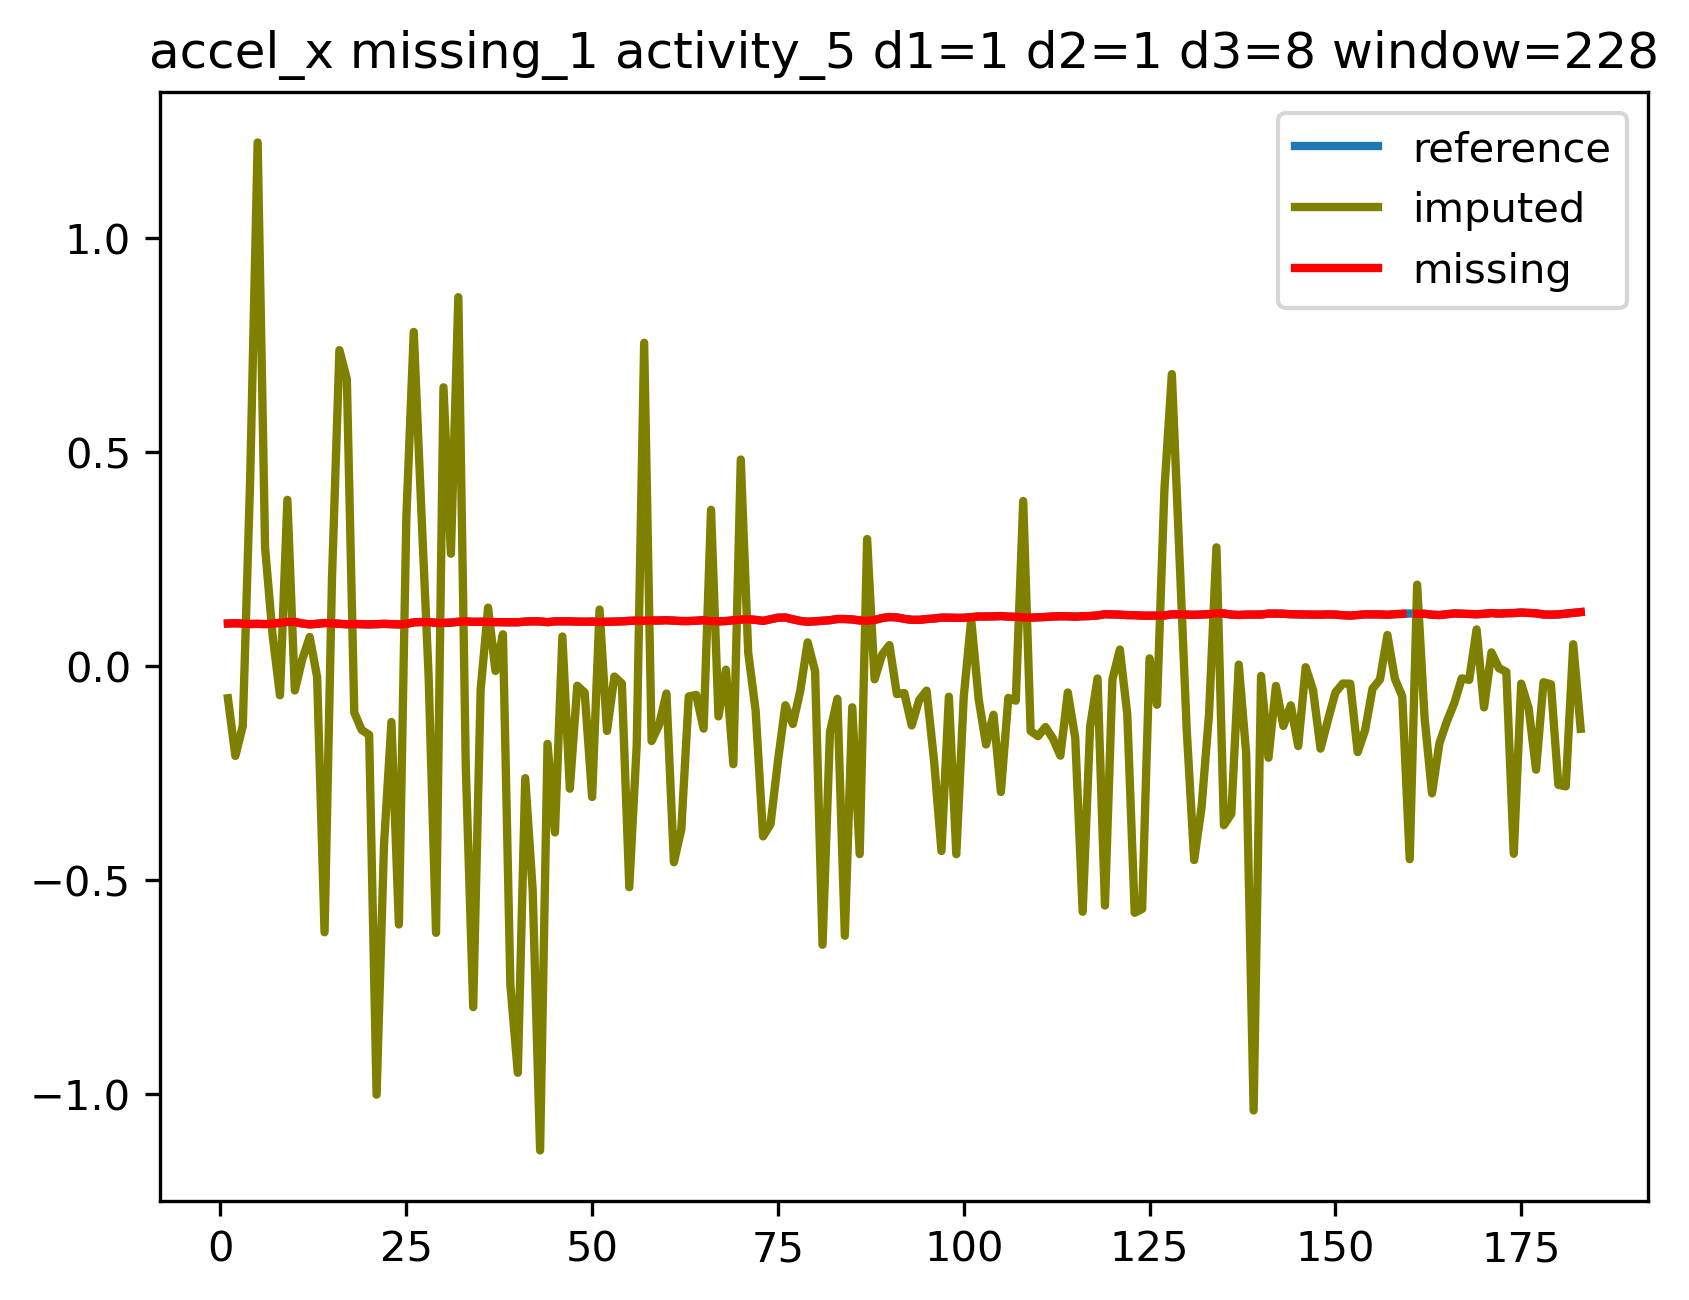 accel_x missing_1 activity_5 d1=1 d2=1 d3=8 window=228
reference
imputed
missing
1.0
0.5
0.0
−0.5
−1.0
0 25 50 75 100 125 150 175